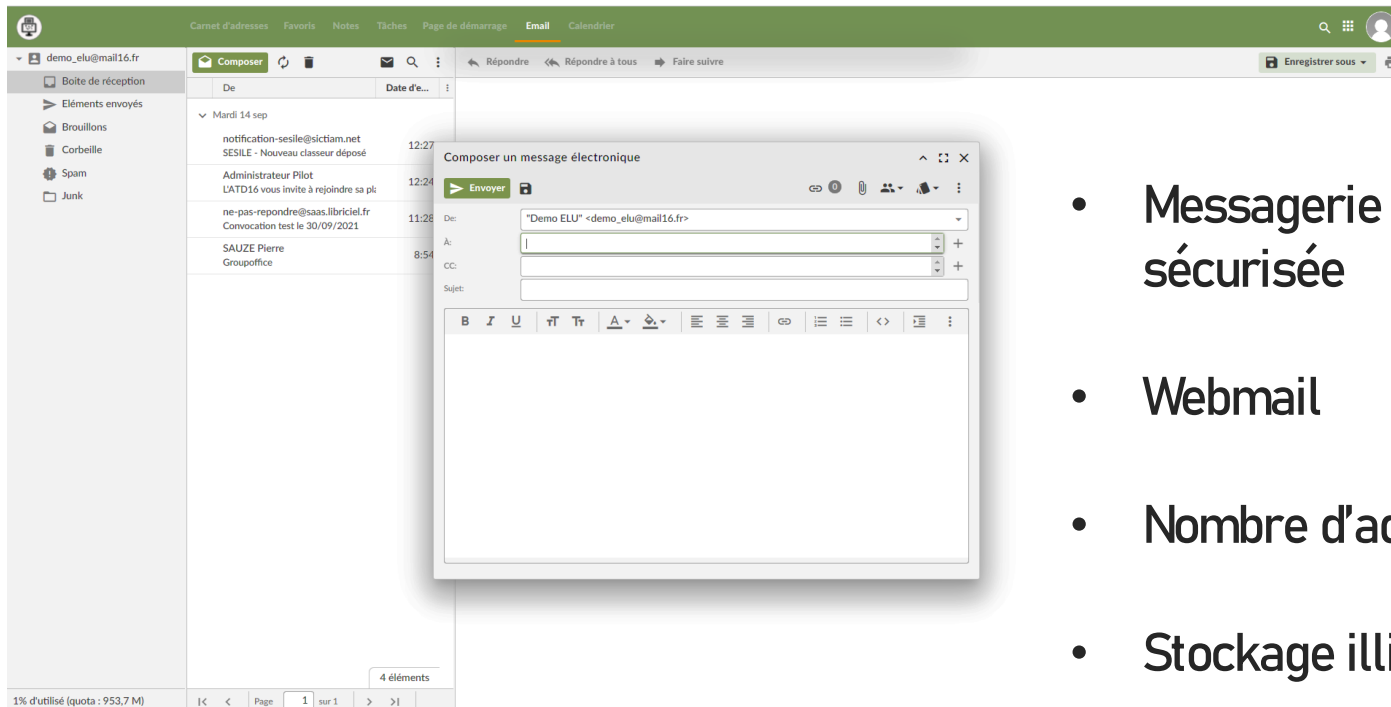 Carnet d'adresses Favoris Notes Tâches Page de démarrage Email Calendrier
demo_elu@mail16.fr
Boite de réception
Eléments envoyés
Brouillons
Corbeille
Spam
Junk
1% d'utilisé (quota : 953,7 M)
Composer
De Date d'e...
Mardi 14 sep
notification-sesile@sictiam.net 12:27
SESILE - Nouveau classeur déposé
Administrateur Pilot 12:24
L'ATD16 vous invite à rejoindre sa
ne-pas-repondre@saas.libriciel.fr 11:28
Convocation test le 30/09/2021
SAUZE Pierre 8:54
Groupoffice
4 éléments
Page 1 sur 1
Répondre Répondre à tous Faire suivre Enregistrer sous
Composer un message électronique
Envoyer 0
De: "Demo ELU" <demo_elu@mail16.fr>
À:
CC:
Sujet:
B I U TT Tт A
• Messagerie
sécurisée
• Webmail
• Nombre
• Stockage